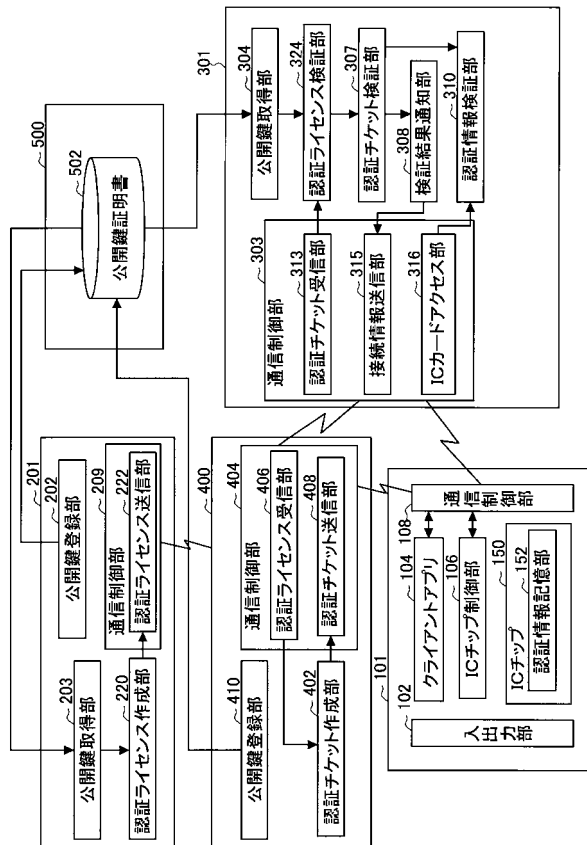 201
202
公開鍵登録部
203
公開鍵取得部
209
通信制御部
222
認証ライセンス送信部
220
認証ライセンス作成部
500
502
公開鍵証明書
400
410
公開鍵登録部
404
通信制御部
406
認証ライセンス受信部
408
認証チケット送信部
402
認証チケット作成部
301
304
公開鍵取得部
324
認証ライセンス検証部
307
認証チケット検証部
308
検証結果通知部
310
認証情報検証部
303
通信制御部
313
認証チケット受信部
315
接続情報送信部
316
ICカードアクセス部
101
102
入出力部
104
クライアントアプリ
106
ICチップ制御部
108
通信制御部
150
ICチップ
152
認証情報記憶部